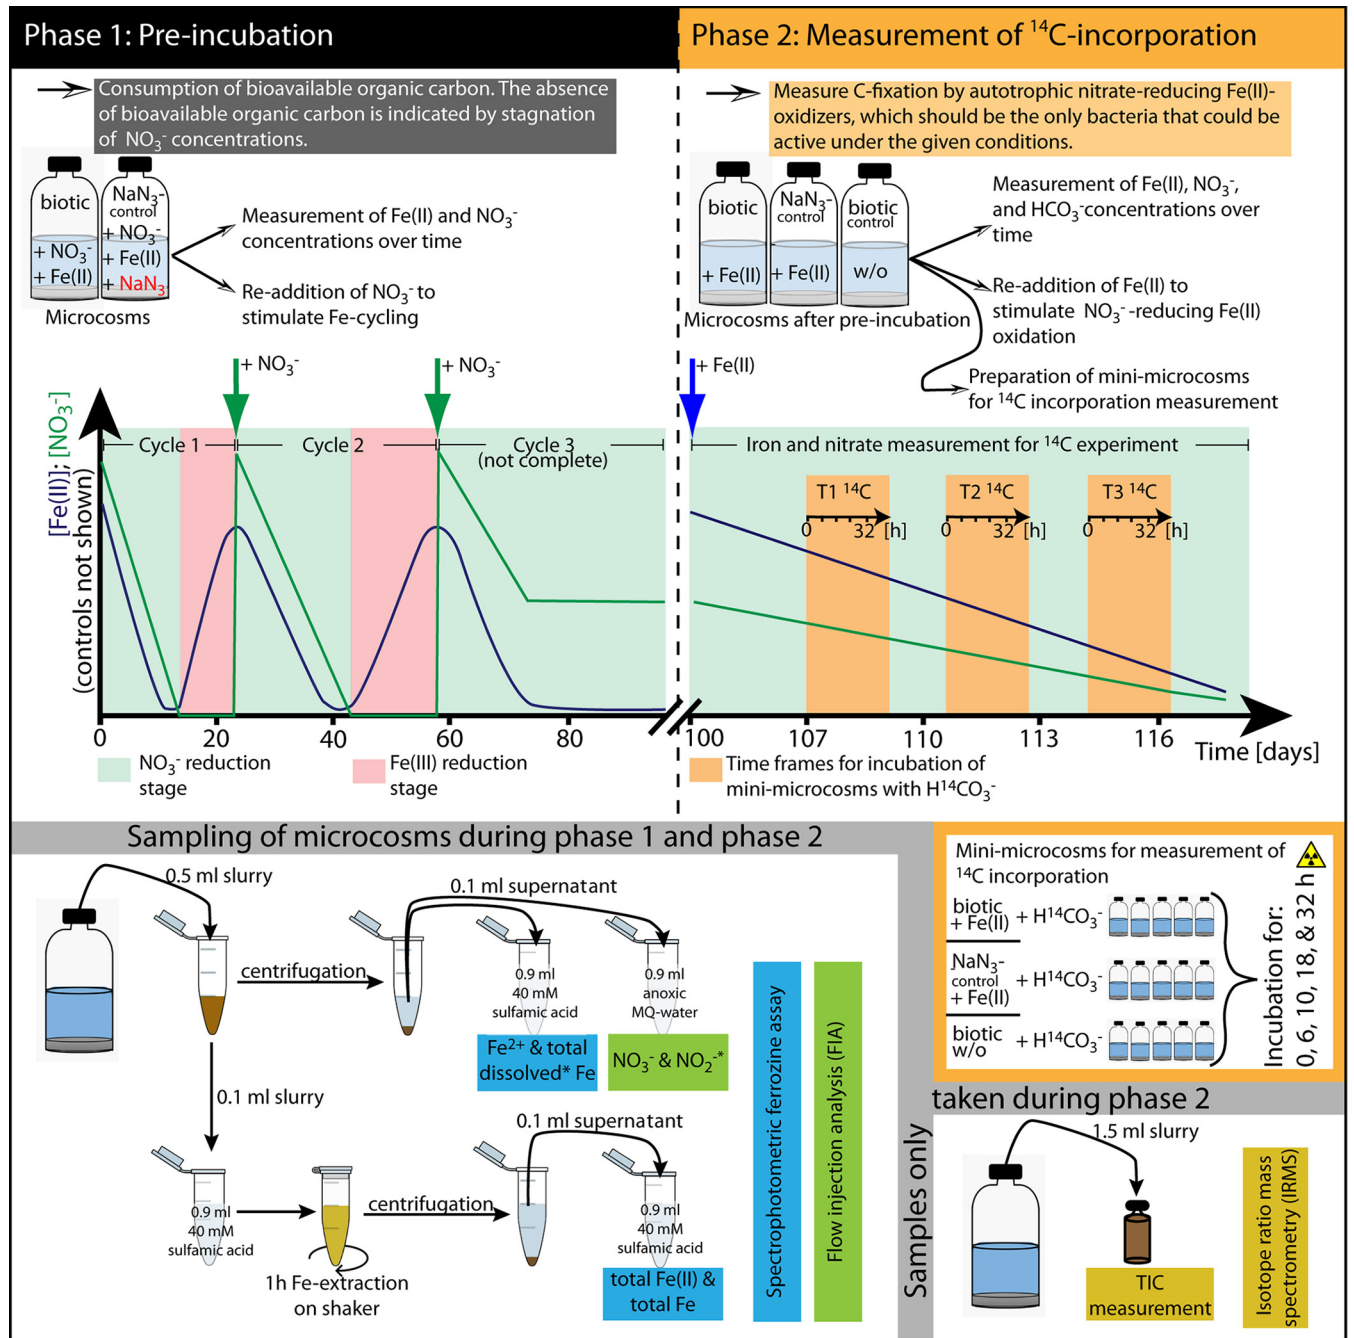 Phase 1: Pre-incubation
Phase 2: Measurement of ¹⁴C-incorporation
Consumption of bioavailable organic carbon. The absence
of bioavailable organic carbon is indicated by stagnation
of NO₃⁻ concentrations.
biotic
+ NO₃⁻
+ Fe(II)
NaN₃-
control
+ NO₃⁻
+ Fe(II)
+ NaN₃
Microcosms
Measurement of Fe(II) and NO₃⁻
concentrations over time
Re-addition of NO₃⁻ to
stimulate Fe-cycling
Measure C-fixation by autotrophic nitrate-reducing Fe(II)-
oxidizers, which should be the only bacteria that could be
active under the given conditions.
biotic
+ Fe(II)
NaN₃-
control
+ Fe(II)
biotic
control
w/o
Microcosms after pre-incubation
Measurement of Fe(II), NO₃⁻,
and HCO₃⁻concentrations over
time
Re-addition of Fe(II) to
stimulate NO₃⁻-reducing Fe(II)
oxidation
Preparation of mini-microcosms
for ¹⁴C incorporation measurement
+ NO₃⁻
+ NO₃⁻
+ Fe(II)
[Fe(II)]; [NO₃-]
(controls not shown)
Cycle 1
Cycle 2
Cycle 3
(not complete)
Iron and nitrate measurement for ¹⁴C experiment
T1 ¹⁴C
0 32 [h]
T2 ¹⁴C
0 32 [h]
T3 ¹⁴C
0 32 [h]
0 20 40 60 80 100 107 110 113 116
Time [days]
NO₃⁻ reduction
stage
Fe(III) reduction
stage
Time frames for incubation of
mini-microcosms with H¹⁴CO₃⁻
Sampling of microcosms during phase 1 and phase 2
0.5 ml slurry
centrifugation
0.1 ml supernatant
0.9 ml
40 mM
sulfamic acid
0.9 ml
anoxic
MQ-water
Fe²⁺ & total
dissolved* Fe
NO₃⁻ & NO₂⁻*
0.1 ml slurry
0.9 ml
40 mM
sulfamic acid
1h Fe-extraction
on shaker
centrifugation
0.1 ml supernatant
0.9 ml
40 mM
sulfamic acid
total Fe(II) &
total Fe
Spectrophotometric ferrozine assay
Flow injection analysis (FIA)
Mini-microcosms for measurement of
¹⁴C incorporation
biotic
+ Fe(II)
+ H¹⁴CO₃⁻
NaN₃-
control
+ Fe(II)
+ H¹⁴CO₃⁻
biotic
w/o
+ H¹⁴CO₃⁻
Incubation for:
0, 6, 10, 18, & 32 h
Samples only
taken during phase 2
1.5 ml slurry
TIC
measurement
Isotope ratio mass
spectrometry (IRMS)